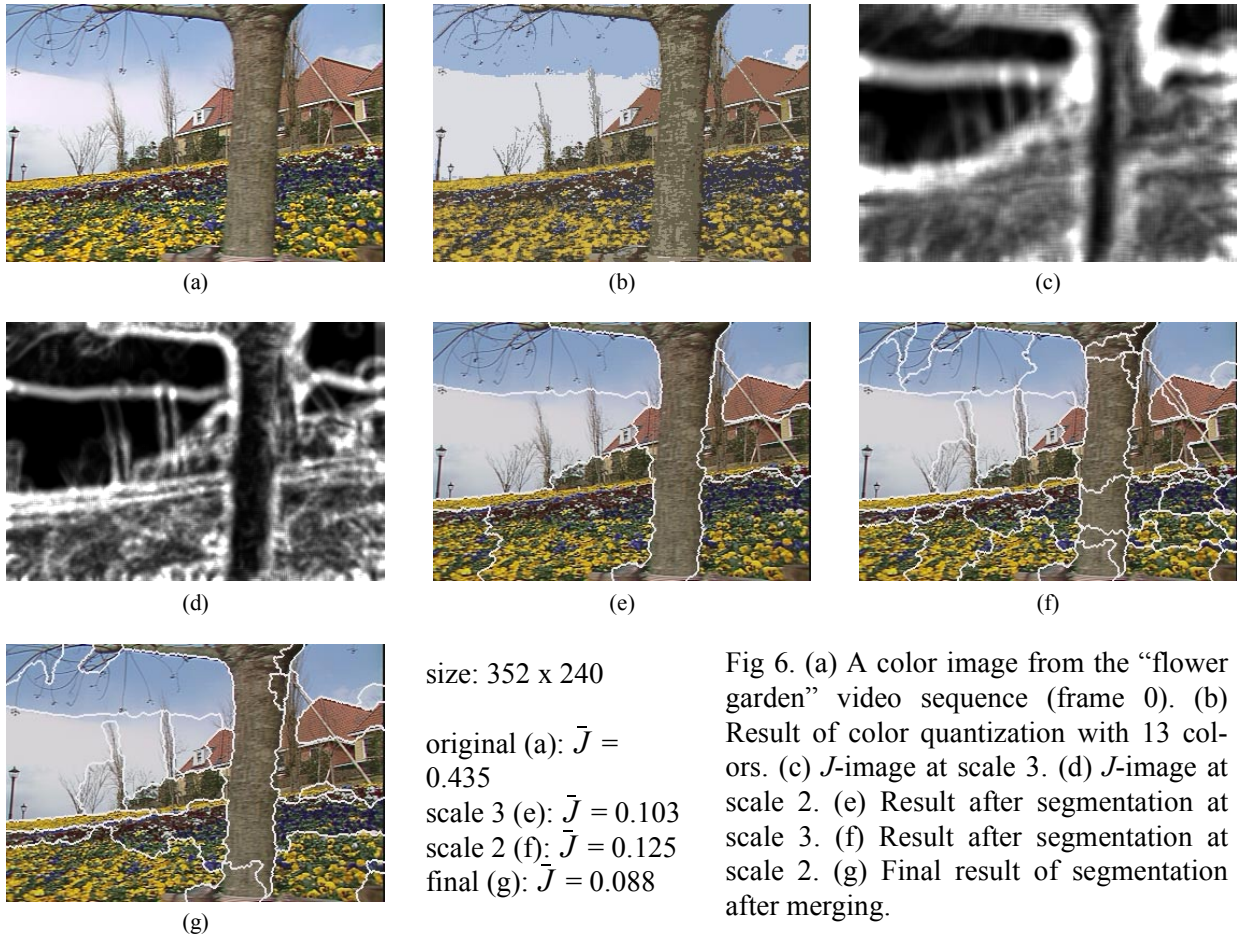 (a)
(b)
(c)
(d)
(e)
(f)
(g)
size: 352 x 240
original (a): J̄ =
0.435
scale 3 (e): J̄ = 0.103
scale 2 (f): J̄ = 0.125
final (g): J̄ = 0.088
Fig 6. (a) A color image from the “flower
garden” video sequence (frame 0). (b)
Result of color quantization with 13 col-
ors. (c) J-image at scale 3. (d) J-image at
scale 2. (e) Result after segmentation at
scale 3. (f) Result after segmentation at
scale 2. (g) Final result of segmentation
after merging.